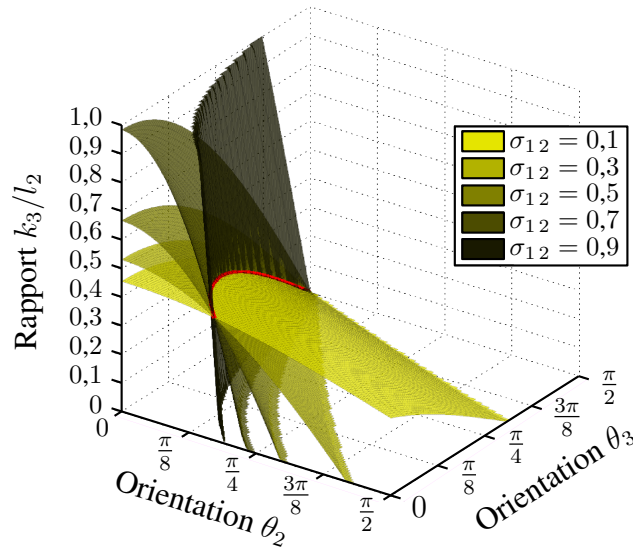 1,0
0,9
0,8
0,7
0,6
0,5
0,4
0,3
0,2
0,1
0
Rapport k₃/l₂
σ₁₂ = 0,1
σ₁₂ = 0,3
σ₁₂ = 0,5
σ₁₂ = 0,7
σ₁₂ = 0,9
0
π/8
π/4
3π/8
π/2
Orientation θ₂
0
π/8
π/4
3π/8
π/2
Orientation θ₃